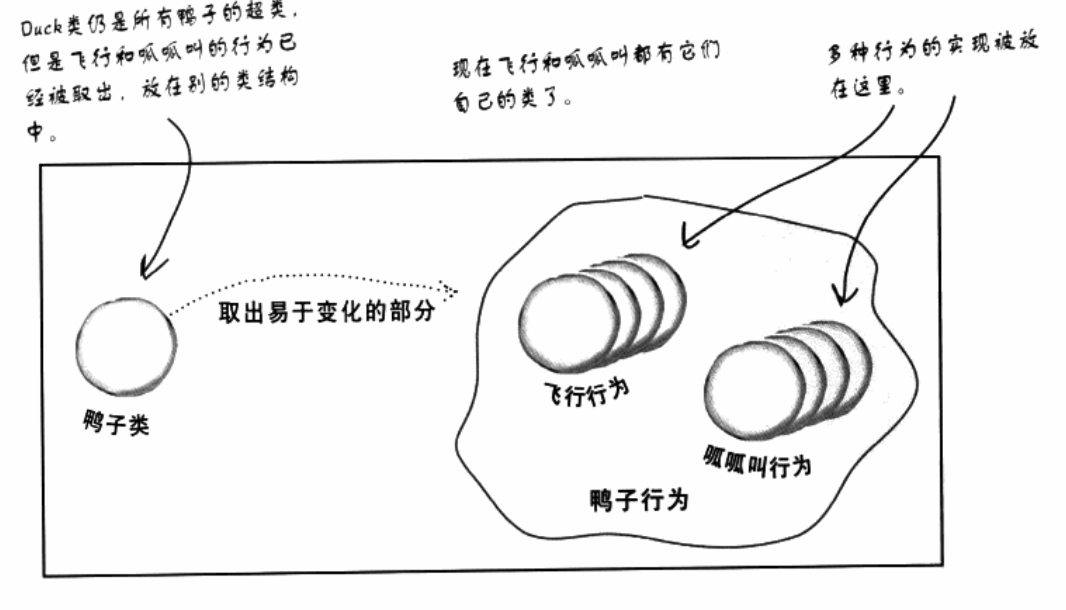 Duck类仍是所有鸭子的超类，
但是飞行和呱呱叫的行为已
经被取出，放在别的类结构
中。
现在飞行和呱呱叫都有它们
自己的类了。
多种行为的实现被放
在这里。
取出易于变化的部分
鸭子类
飞行行为
呱呱叫行为
鸭子行为